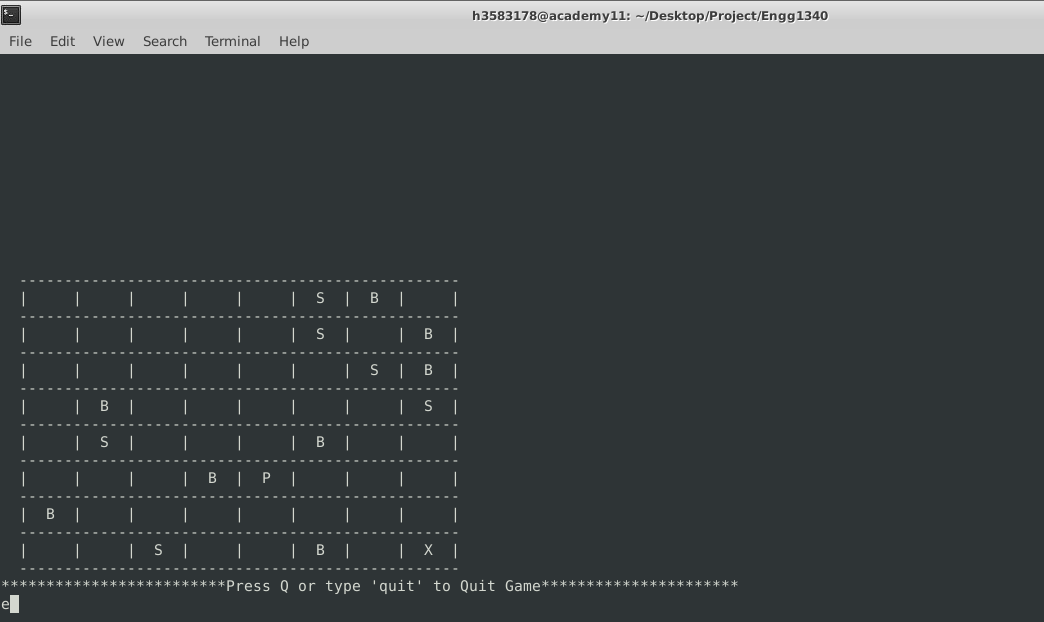 h3583178@academy11: ~/Desktop/Project/Engg1340
File Edit View Search Terminal Help
-------------------------------------------------
|     |     |     |     |     |  S  |  B  |     |
-------------------------------------------------
|     |     |     |     |     |  S  |     |  B  |
-------------------------------------------------
|     |     |     |     |     |     |  S  |  B  |
-------------------------------------------------
|     |  B  |     |     |     |     |     |  S  |
-------------------------------------------------
|     |  S  |     |     |     |  B  |     |     |
-------------------------------------------------
|     |     |     |  B  |  P  |     |     |     |
-------------------------------------------------
|  B  |     |     |     |     |     |     |     |
-------------------------------------------------
|     |     |  S  |     |     |  B  |     |  X  |
-------------------------------------------------
*************************Press Q or type 'quit' to Quit Game**********************
e